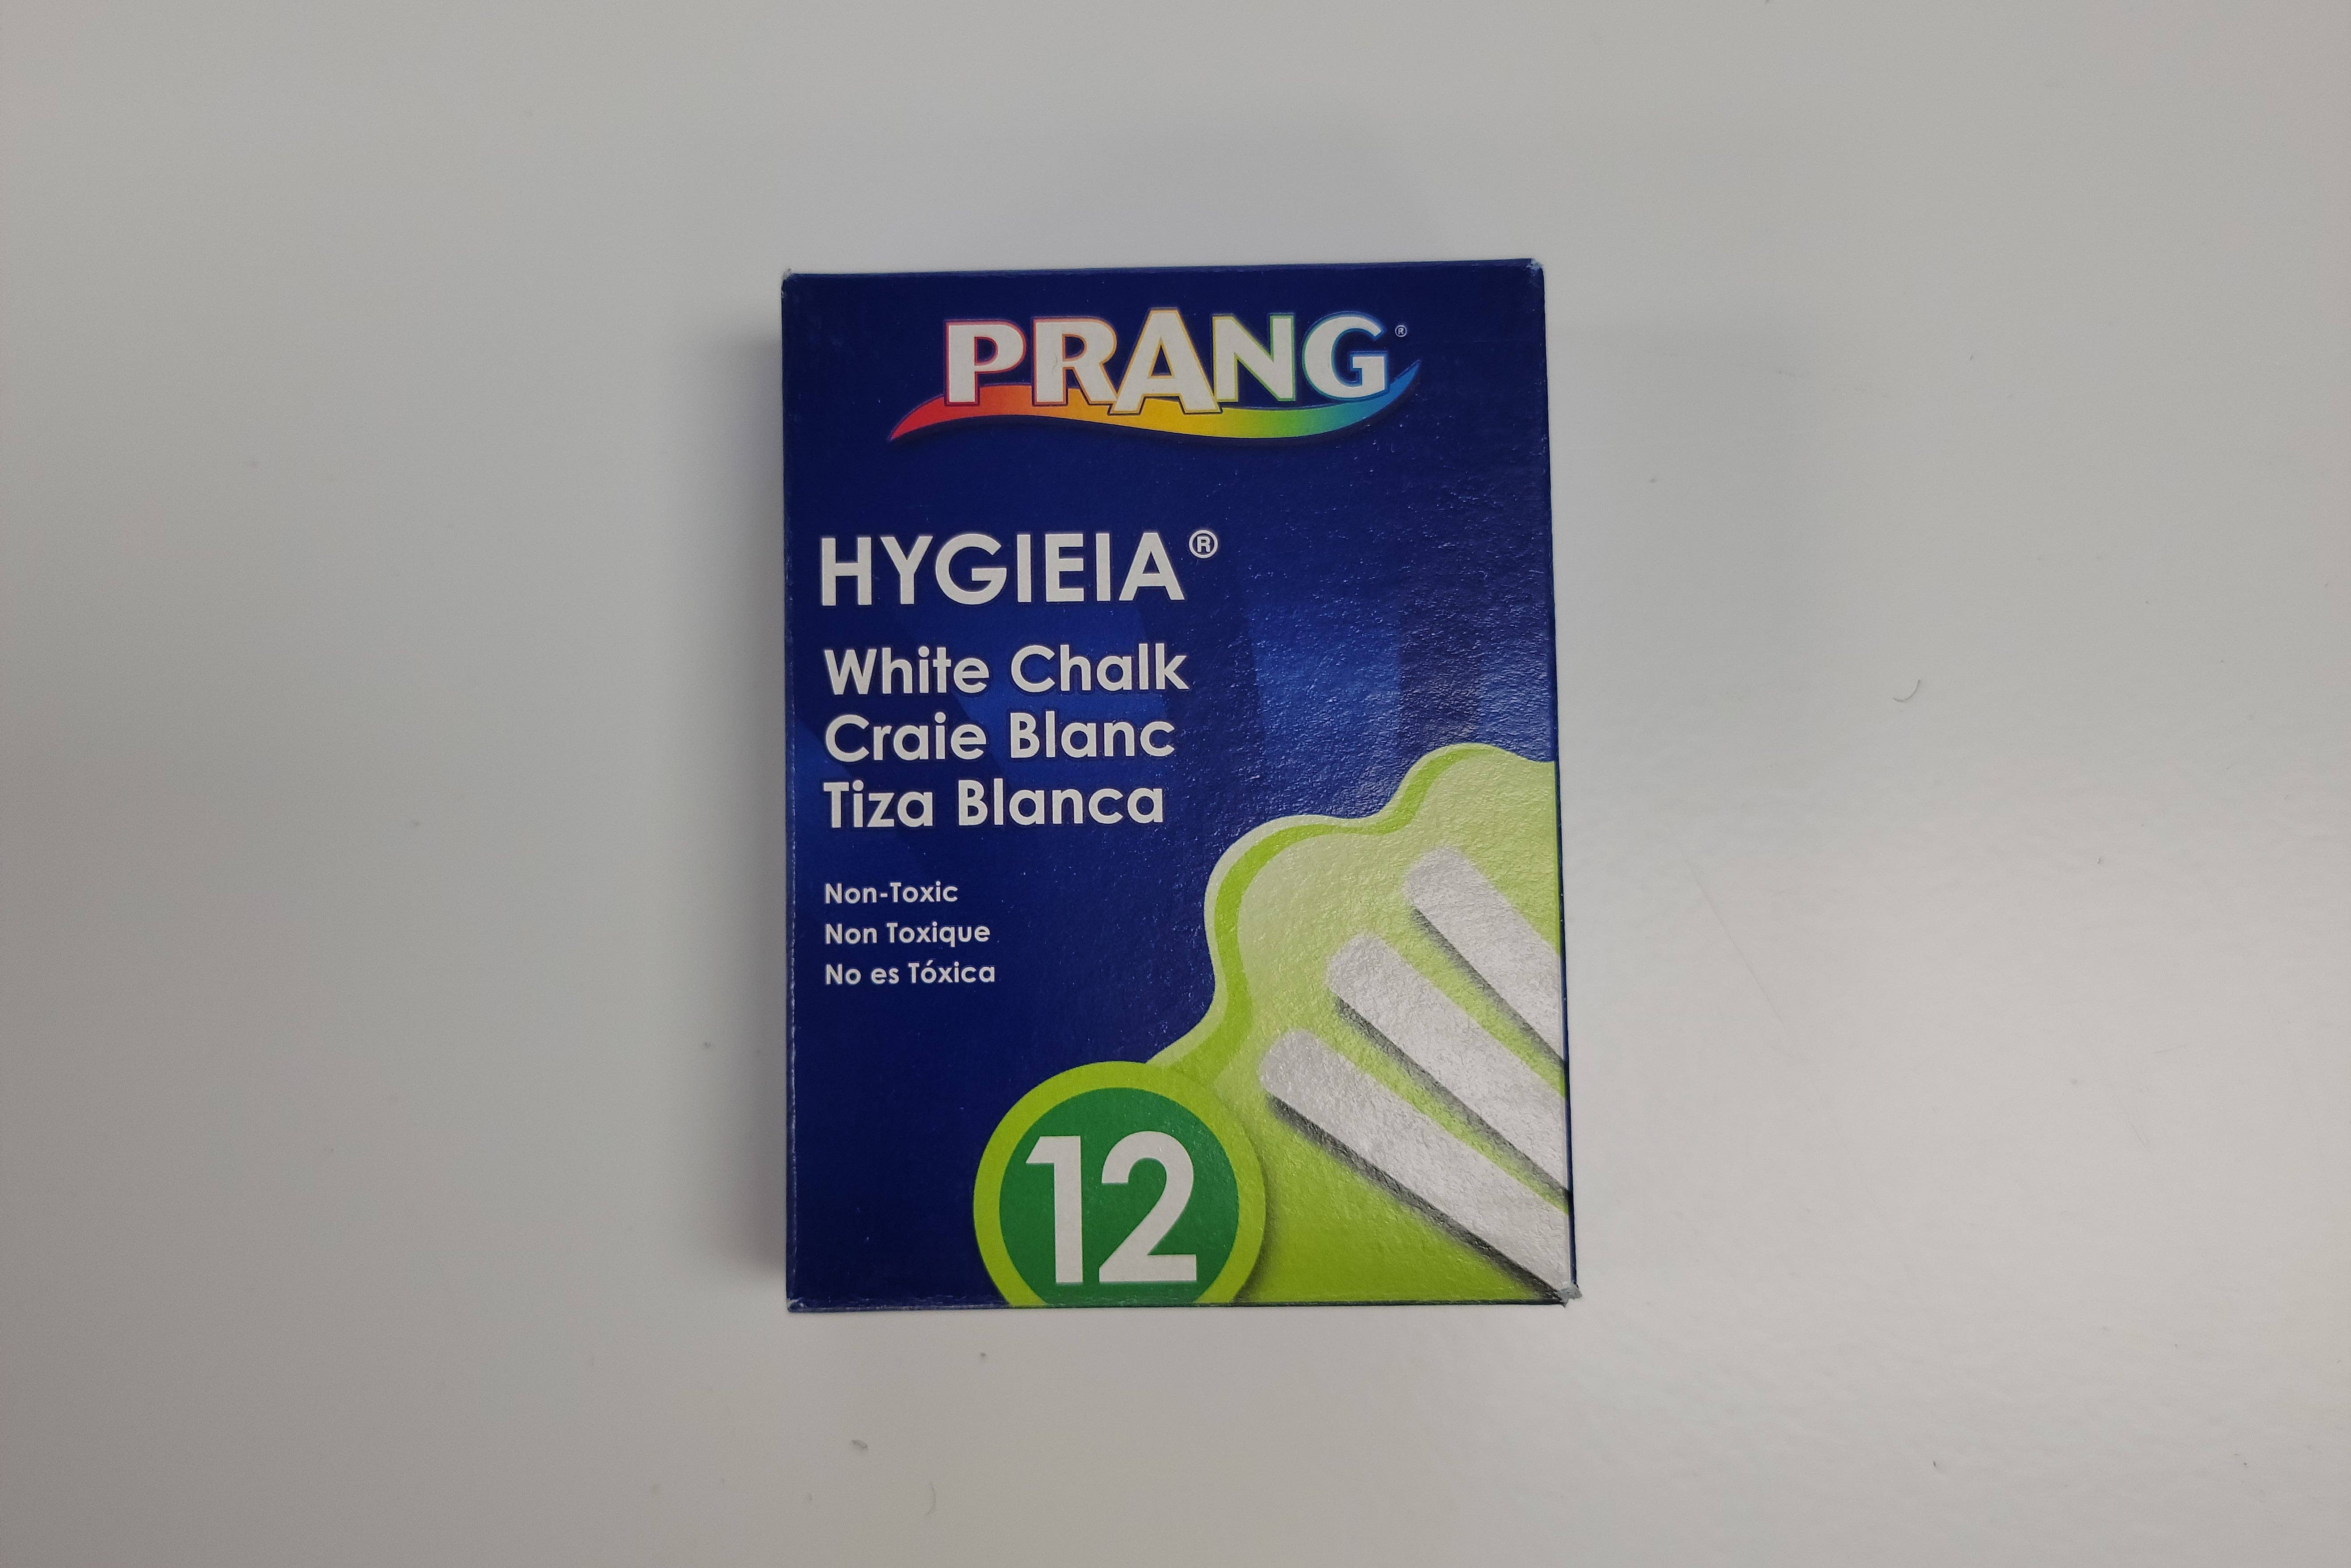 PRANG®
HYGIEIA®
White Chalk
Craie Blanc
Tiza Blanca
Non-Toxic
Non Toxique
No es Tóxica
12